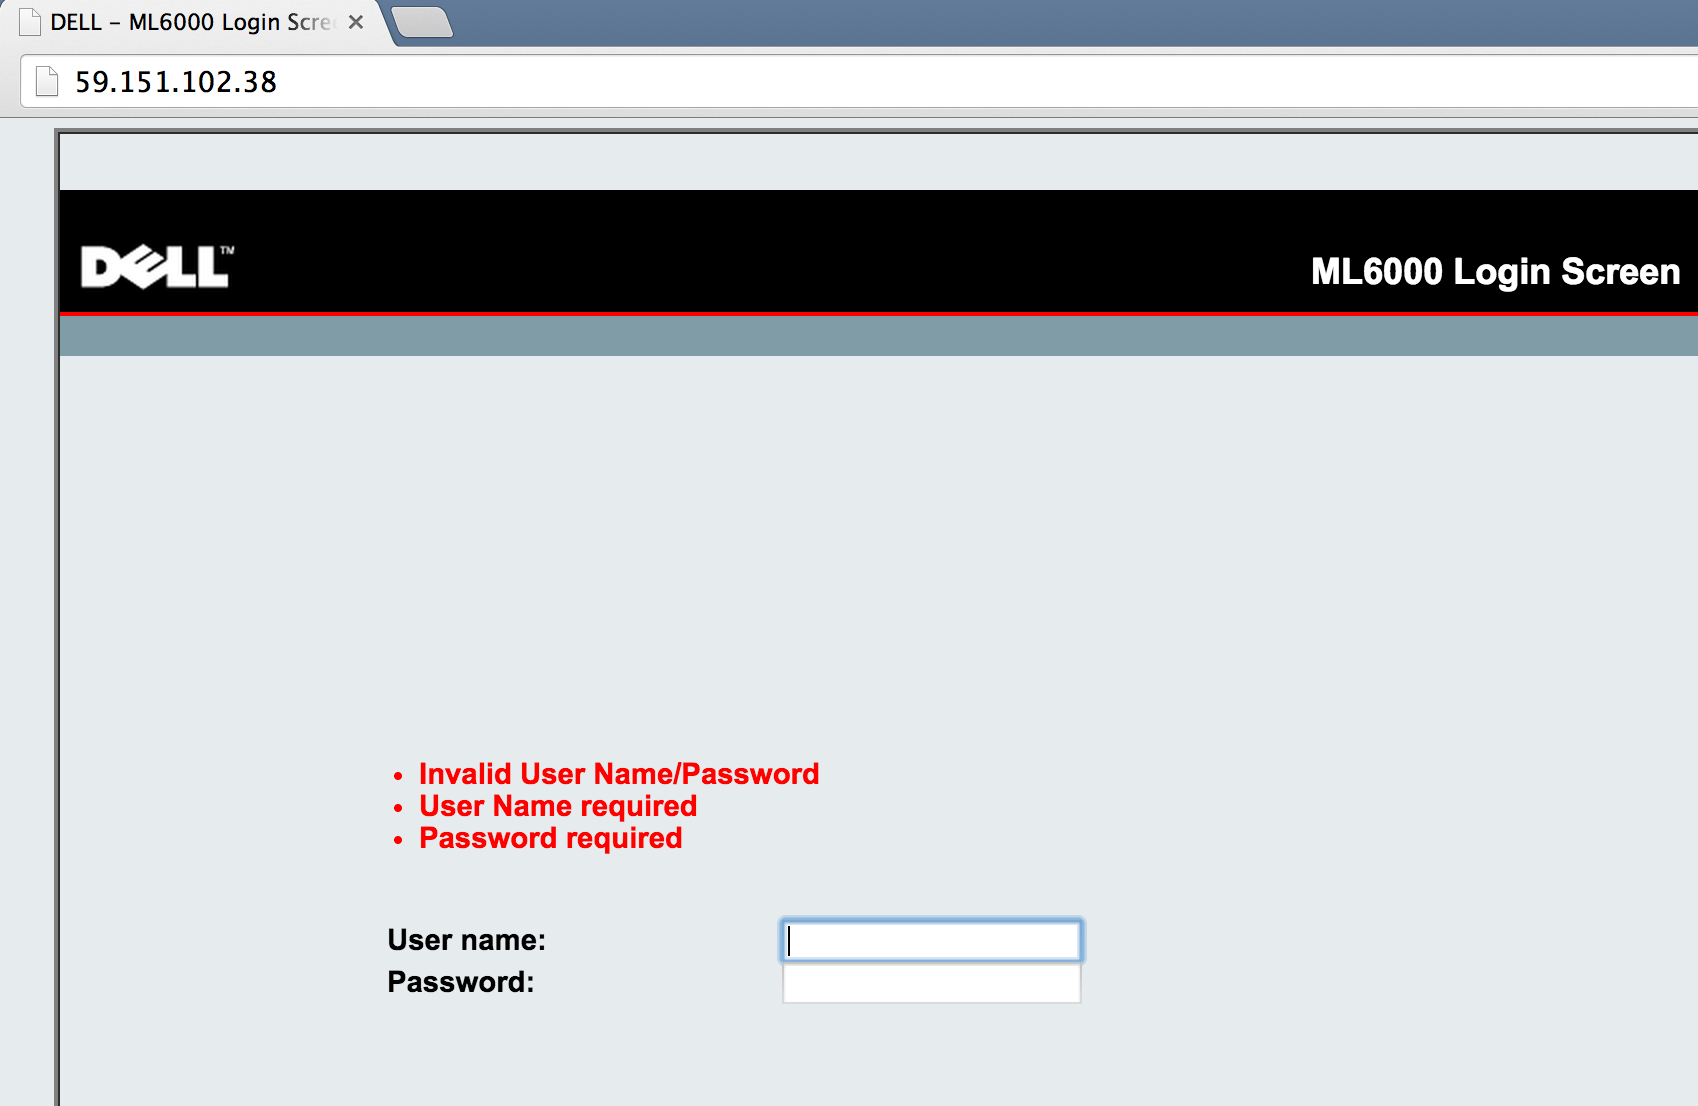 DELL – ML6000 Login Scre
59.151.102.38
DELL™
ML6000 Login Screen
• Invalid User Name/Password
• User Name required
• Password required
User name:
Password: